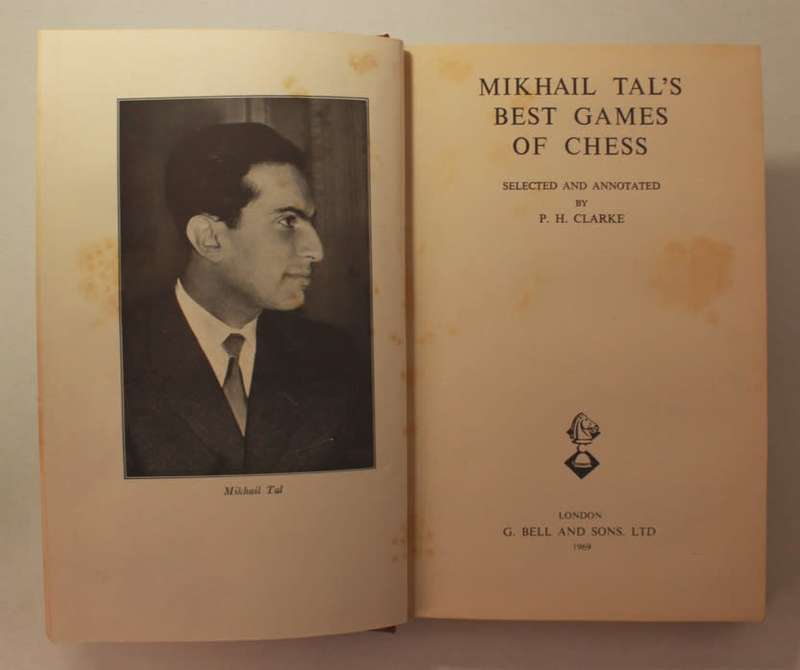 Mikhail Tal
MIKHAIL TAL'S
BEST GAMES
OF CHESS
SELECTED AND ANNOTATED
BY
P. H. CLARKE
LONDON
G. BELL AND SONS, LTD
1969